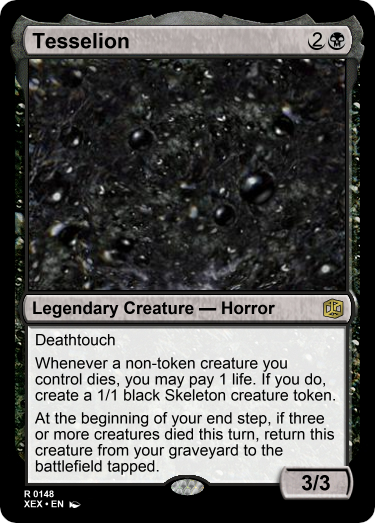 Tesselion
2
Legendary Creature — Horror
Deathtouch
Whenever a non-token creature you
control dies, you may pay 1 life. If you do,
create a 1/1 black Skeleton creature token.
At the beginning of your end step, if three
or more creatures died this turn, return this
creature from your graveyard to the
battlefield tapped.
3/3
R 0148
XEX • EN